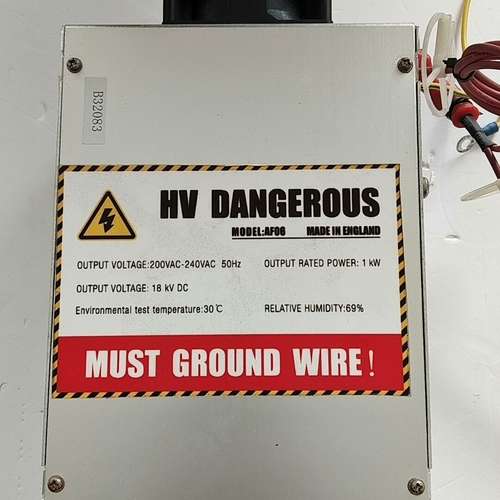 B32083
HV DANGEROUS
MODEL:AF06 MADE IN ENGLAND
OUTPUT VOLTAGE:200VAC-240VAC 50Hz OUTPUT RATED POWER: 1 kW
OUTPUT VOLTAGE: 18 kV DC
Environmental test temperature:30℃ RELATIVE HUMIDITY:69%
MUST GROUND WIRE!